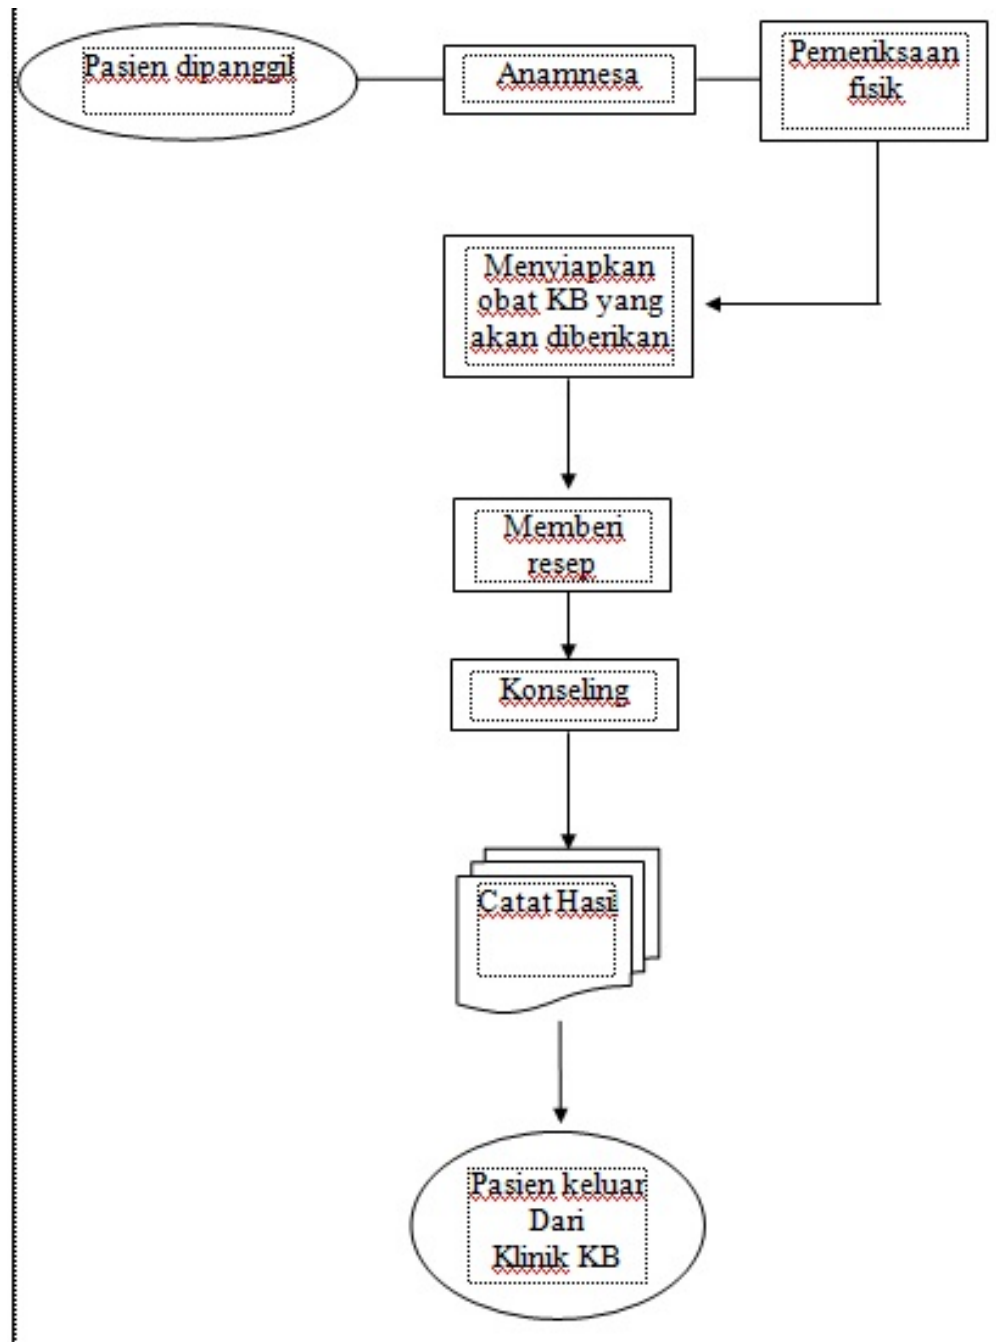 Pasien dipanggil
Anamnesa
Pemeriksaan
fisik
Menyiapkan
obat KB yang
akan diberikan
Memberi
resep
Konseling
Catat Hasil
Pasien keluar
Dari
Klinik KB